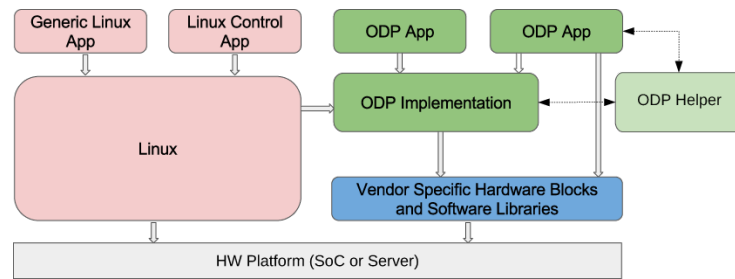 Generic Linux
App
Linux Control
App
ODP App
ODP App
ODP Implementation
ODP Helper
Linux
Vendor Specific Hardware Blocks
and Software Libraries
HW Platform (SoC or Server)